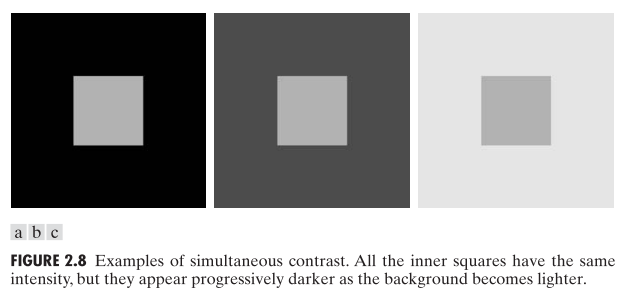 a b c
FIGURE 2.8 Examples of simultaneous contrast. All the inner squares have the same
intensity, but they appear progressively darker as the background becomes lighter.